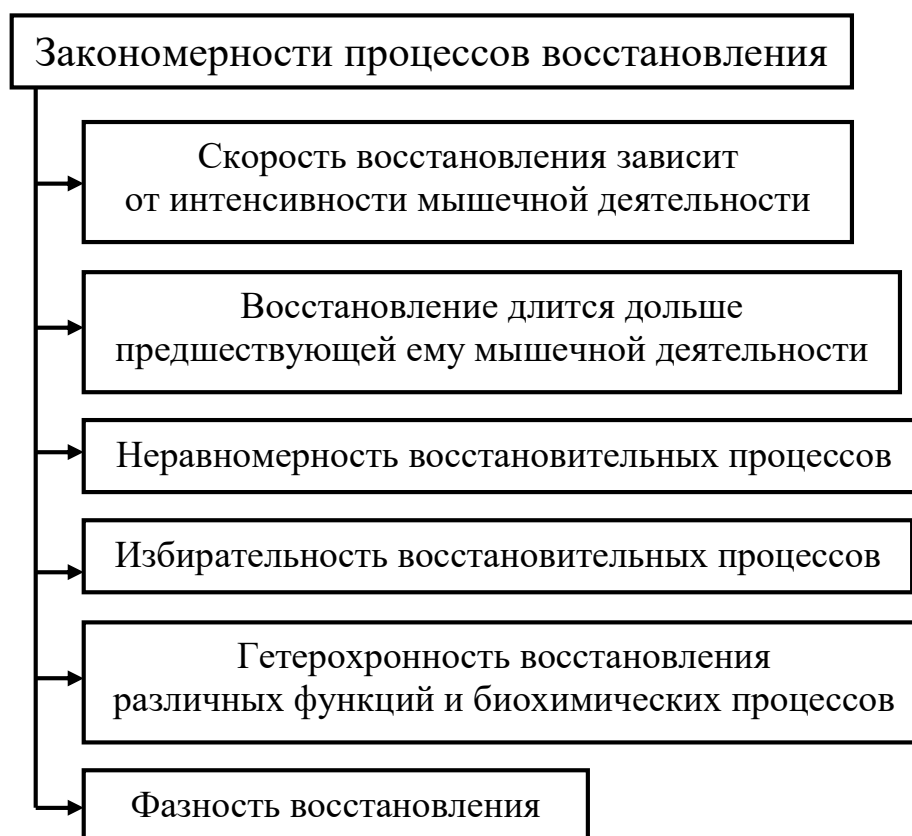 Закономерности процессов восстановления
Скорость восстановления зависит
от интенсивности мышечной деятельности
Восстановление длится дольше
предшествующей ему мышечной деятельности
Неравномерность восстановительных процессов
Избирательность восстановительных процессов
Гетерохронность восстановления
различных функций и биохимических процессов
Фазность восстановления